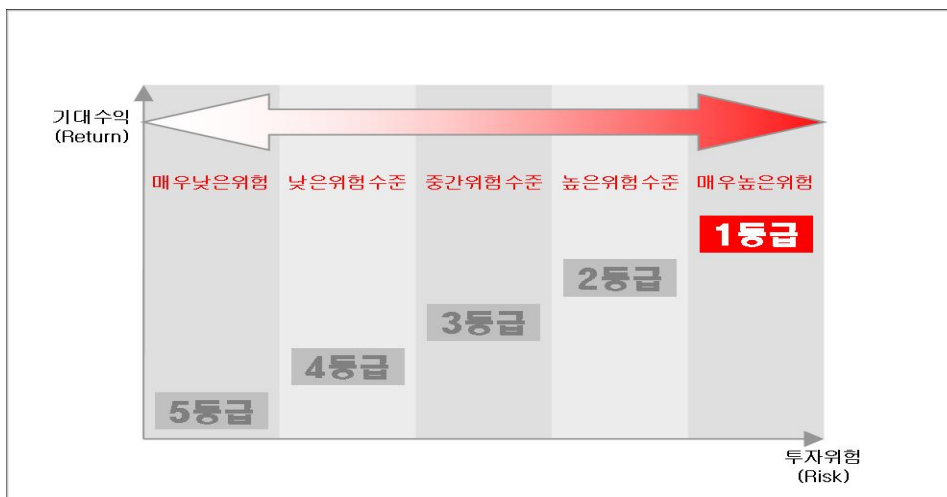 기대수익
(Return)
매우낮은위험 낮은위험수준 중간위험수준 높은위험수준 매우높은위험
1등급
2등급
3등급
4등급
5등급
투자위험
(Risk)